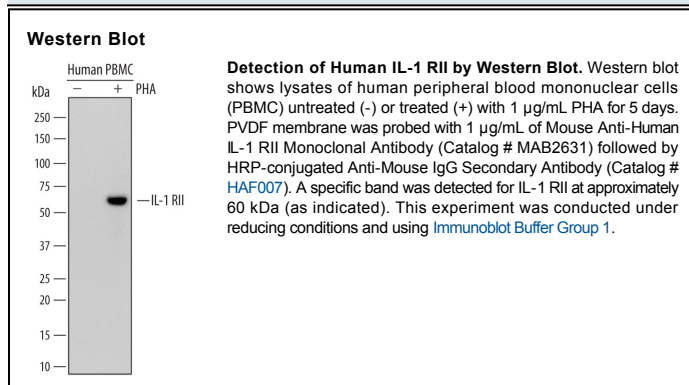 Western Blot
Human PBMC
kDa − + PHA
250
150
100
75
IL-1 RII
50
37
25
20
15
10
Detection of Human IL-1 RII by Western Blot. Western blot
shows lysates of human peripheral blood mononuclear cells
(PBMC) untreated (-) or treated (+) with 1 µg/mL PHA for 5 days.
PVDF membrane was probed with 1 µg/mL of Mouse Anti-Human
IL-1 RII Monoclonal Antibody (Catalog # MAB2631) followed by
HRP-conjugated Anti-Mouse IgG Secondary Antibody (Catalog #
HAF007). A specific band was detected for IL-1 RII at approximately
60 kDa (as indicated). This experiment was conducted under
reducing conditions and using Immunoblot Buffer Group 1.